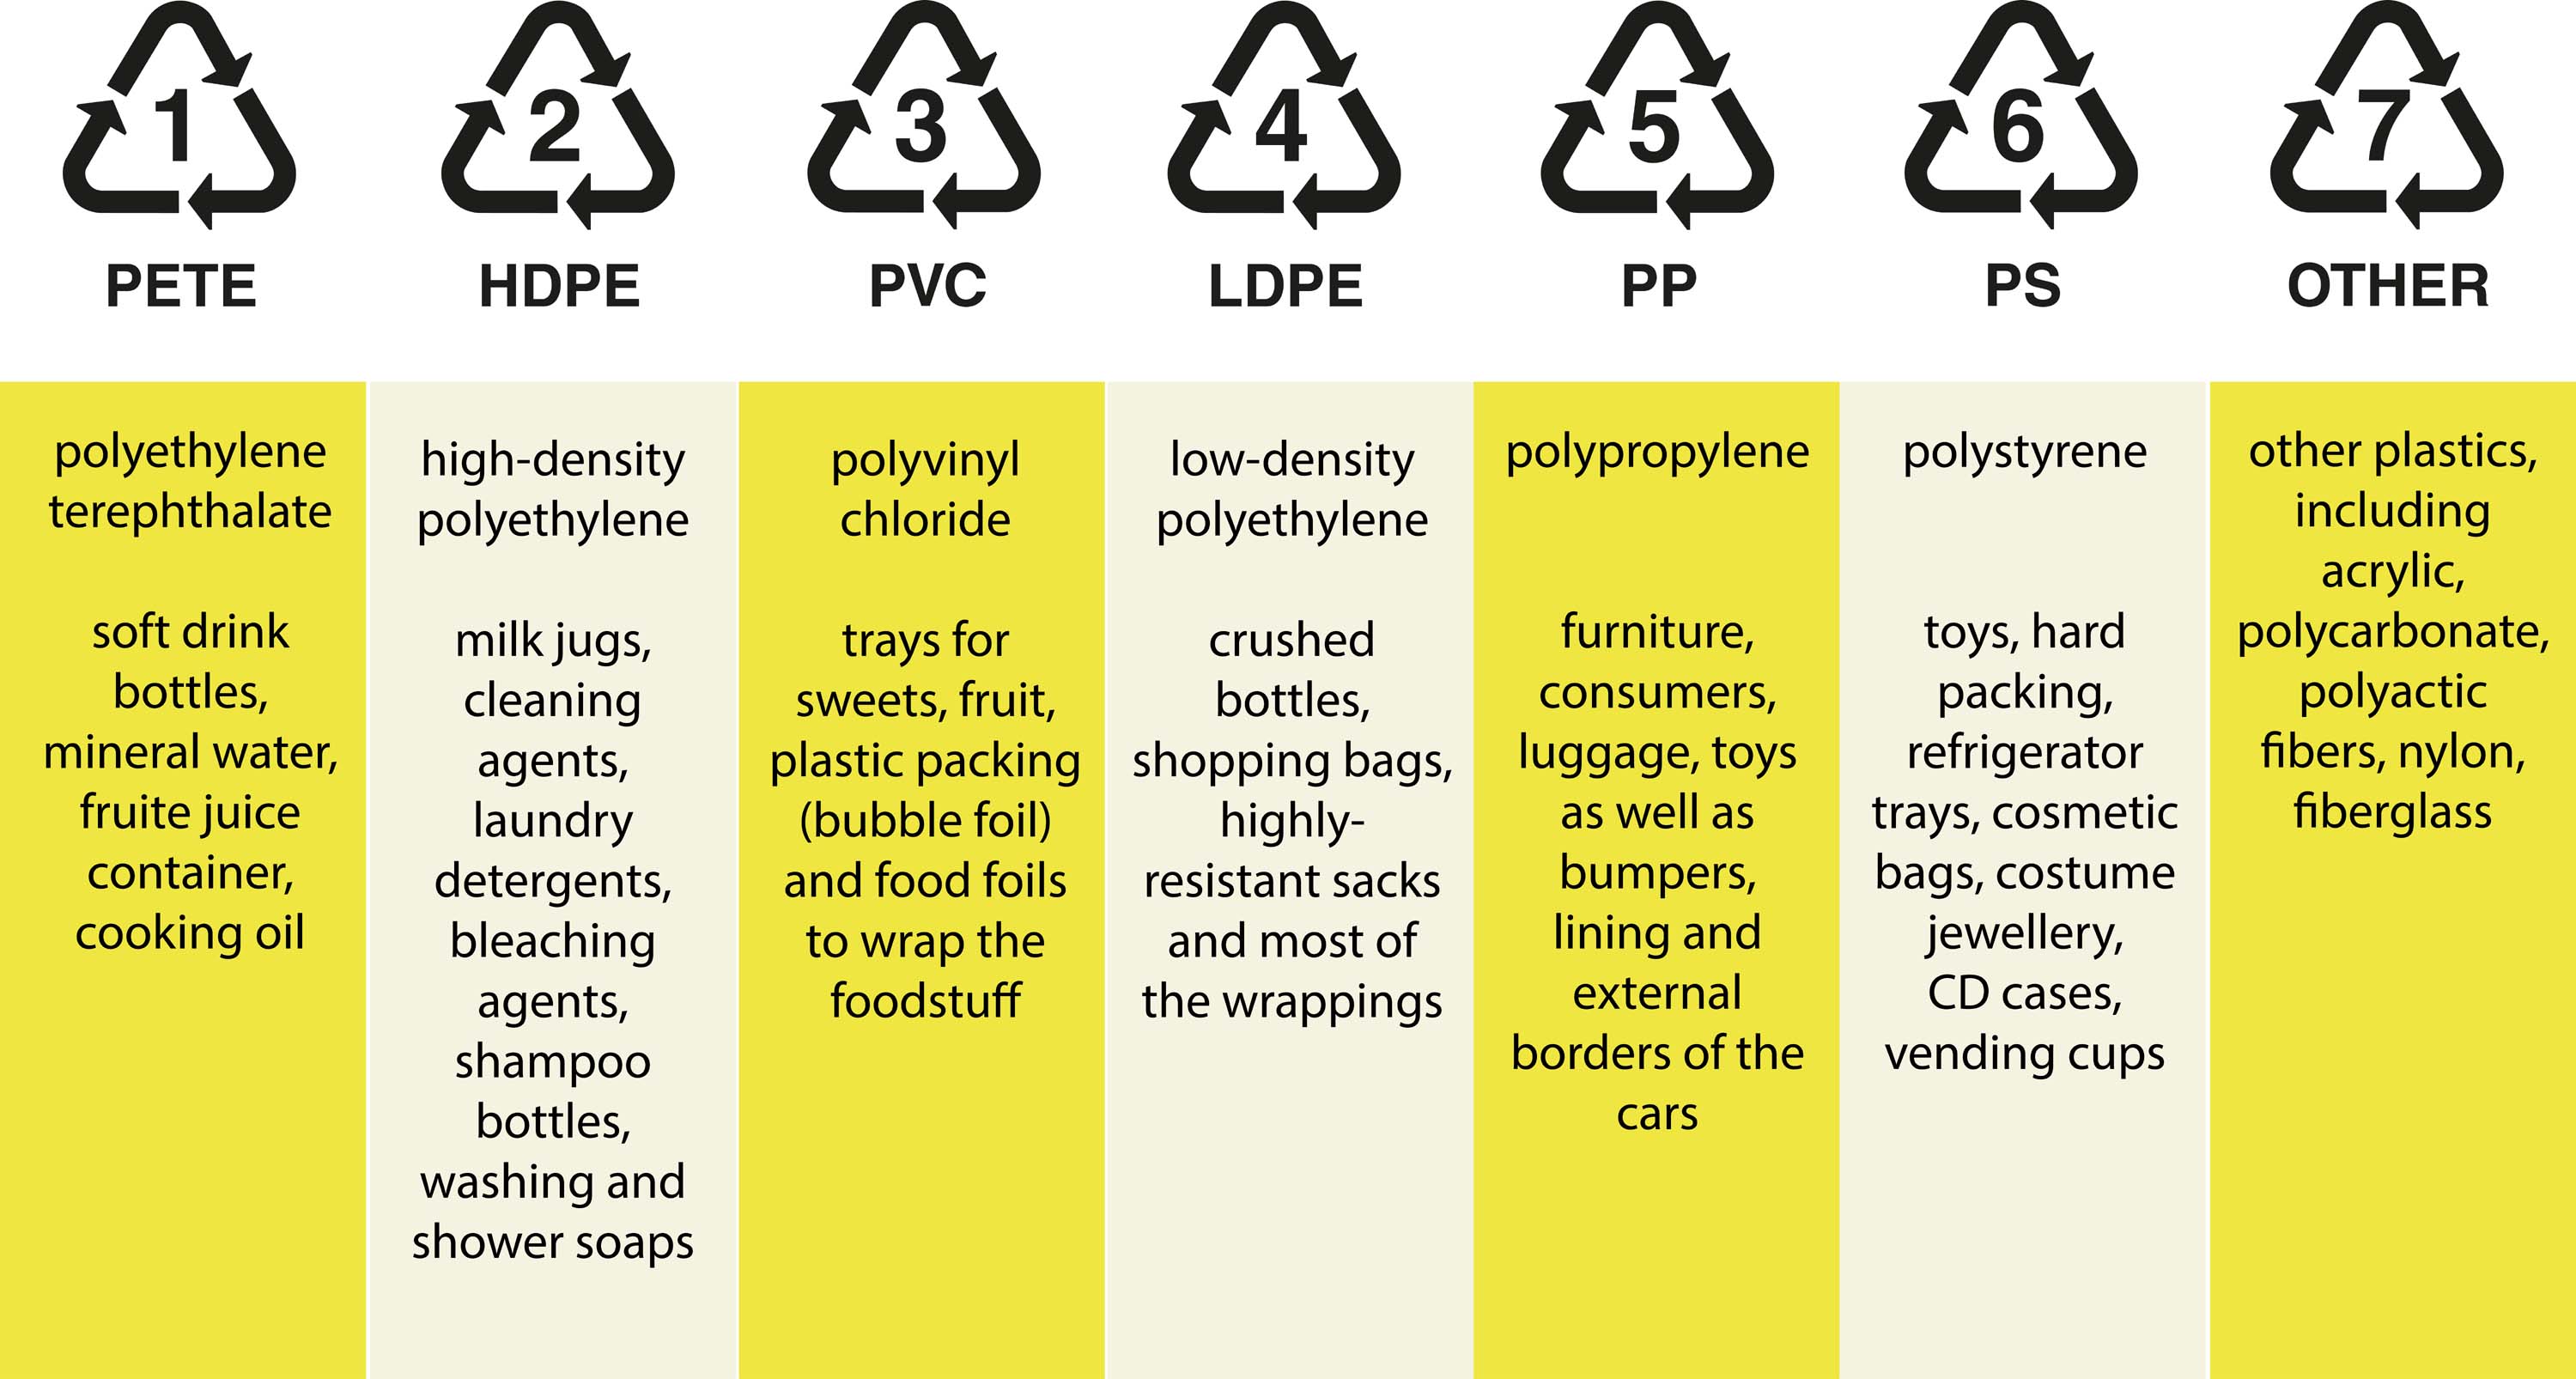 1
PETE
polyethylene
terephthalate
soft drink
bottles,
mineral water,
fruite juice
container,
cooking oil
2
HDPE
high-density
polyethylene
milk jugs,
cleaning
agents,
laundry
detergents,
bleaching
agents,
shampoo
bottles,
washing and
shower soaps
3
PVC
polyvinyl
chloride
trays for
sweets, fruit,
plastic packing
(bubble foil)
and food foils
to wrap the
foodstuff
4
LDPE
low-density
polyethylene
crushed
bottles,
shopping bags,
highly-
resistant sacks
and most of
the wrappings
5
PP
polypropylene
furniture,
consumers,
luggage, toys
as well as
bumpers,
lining and
external
borders of the
cars
6
PS
polystyrene
toys, hard
packing,
refrigerator
trays, cosmetic
bags, costume
jewellery,
CD cases,
vending cups
7
OTHER
other plastics,
including
acrylic,
polycarbonate,
polyactic
fibers, nylon,
fiberglass